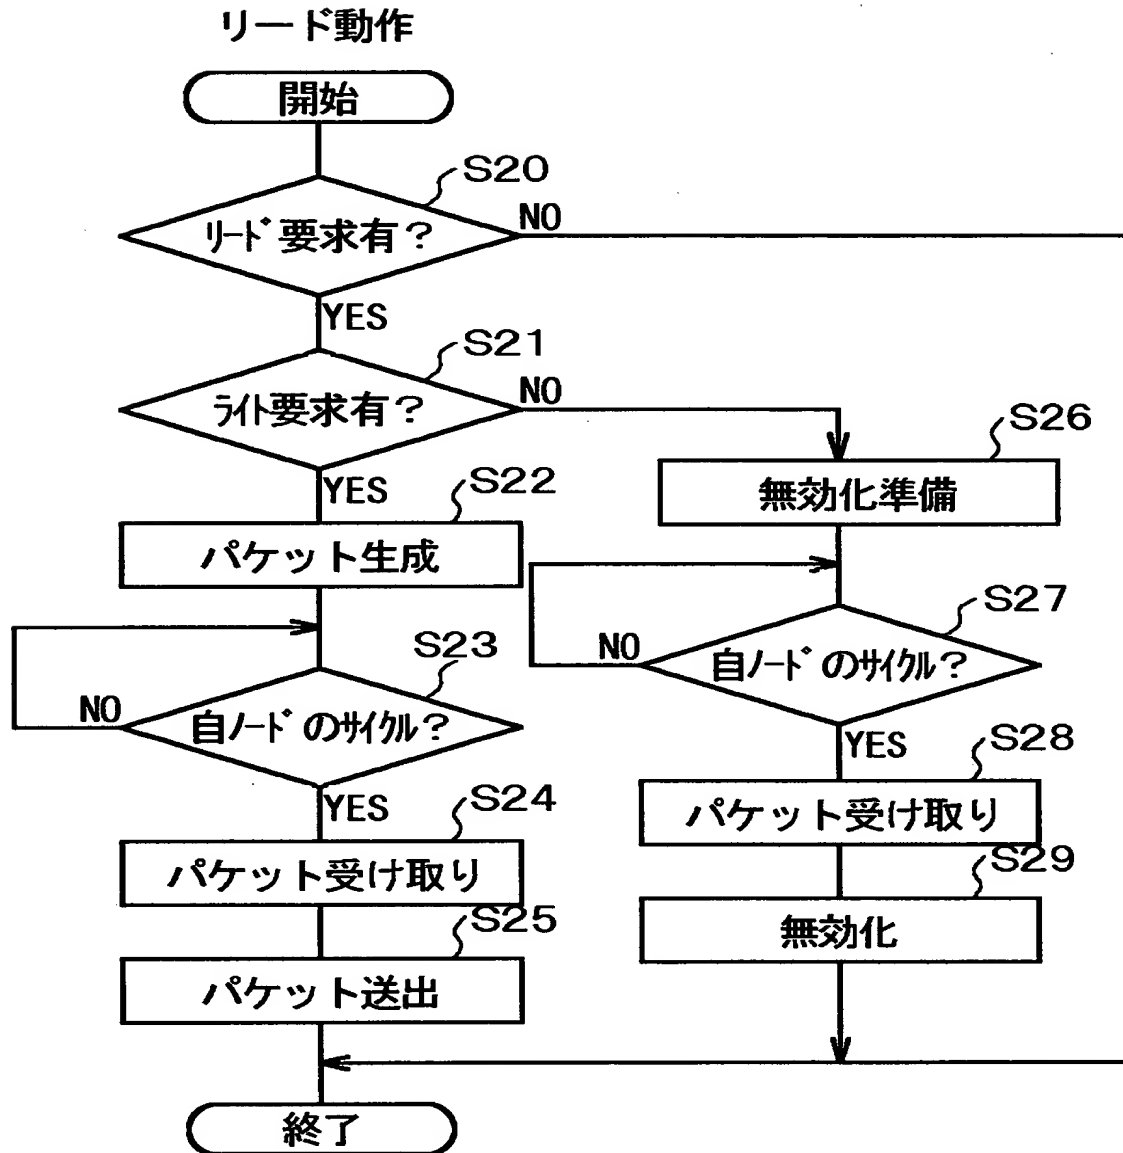 リード動作
開始
S20
リード要求有?
NO
YES
S21
ライト要求有?
NO
YES
S22
パケット生成
S26
無効化準備
S23
自ノードのサイクル?
NO
YES
S27
自ノードのサイクル?
NO
YES
S24
パケット受け取り
S28
パケット受け取り
S25
パケット送出
S29
無効化
終了